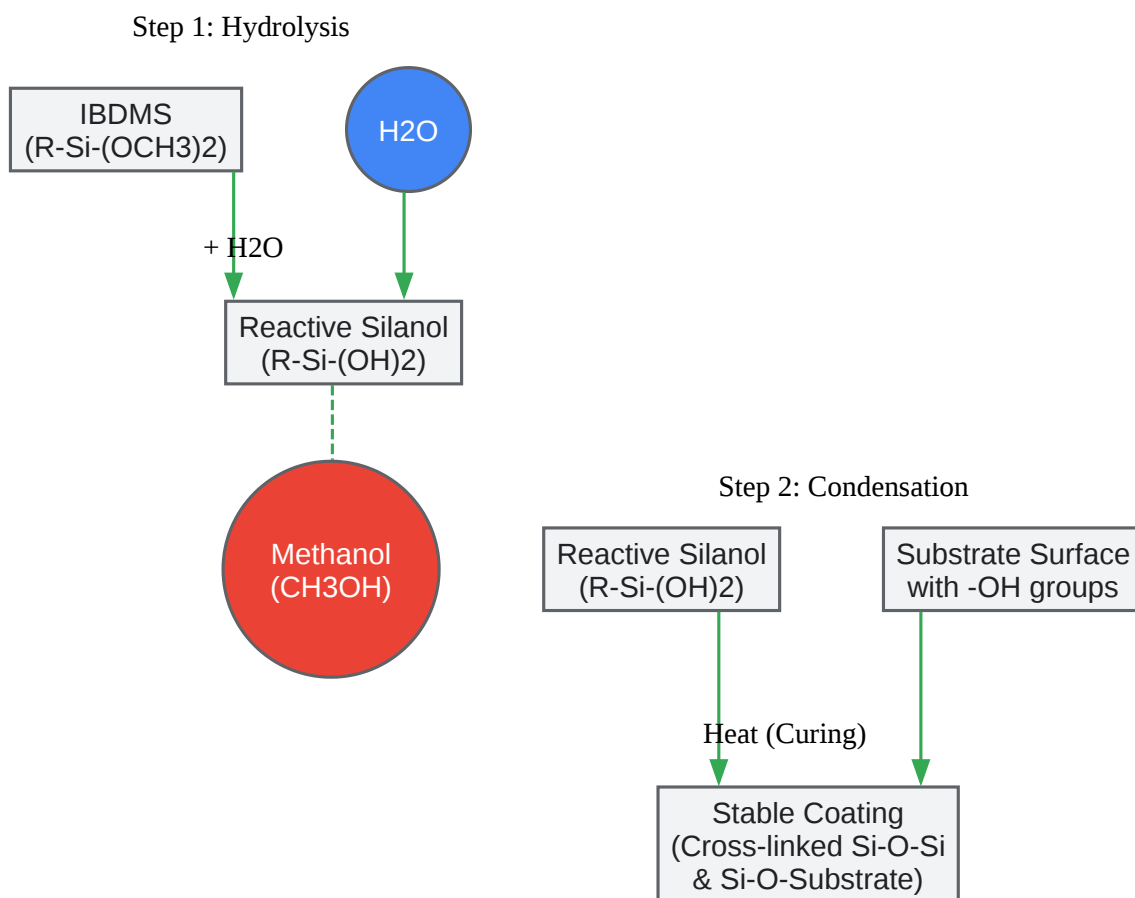 Step 1: Hydrolysis
IBDMS
(R-Si-(OCH3)2)
H2O
+ H2O
Reactive Silanol
(R-Si-(OH)2)
Methanol
(CH3OH)
Step 2: Condensation
Reactive Silanol
(R-Si-(OH)2)
Substrate Surface
with -OH groups
Heat (Curing)
Stable Coating
(Cross-linked Si-O-Si
& Si-O-Substrate)